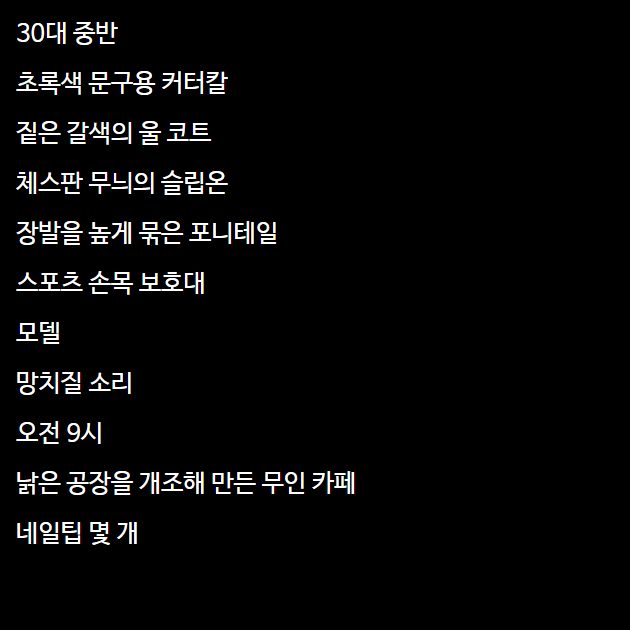 30대 중반
초록색 문구용 커터칼
짙은 갈색의 울 코트
체스판 무늬의 슬립온
장발을 높게 묶은 포니테일
스포츠 손목 보호대
모델
망치질 소리
오전 9시
낡은 공장을 개조해 만든 무인 카페
네일팁 몇 개